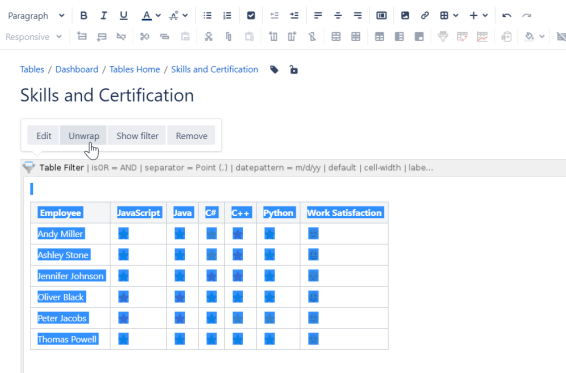 Paragraph B I U A
Responsive
Tables / Dashboard / Tables Home / Skills and Certification
Skills and Certification
Edit Unwrap Show filter Remove
Table Filter | isOR = AND | separator = Point (.) | datepattern = m/d/yy | default | cell-width | labe...
Employee JavaScript Java C# C++ Python Work Satisfaction
Andy Miller
Ashley Stone
Jennifer Johnson
Oliver Black
Peter Jacobs
Thomas Powell